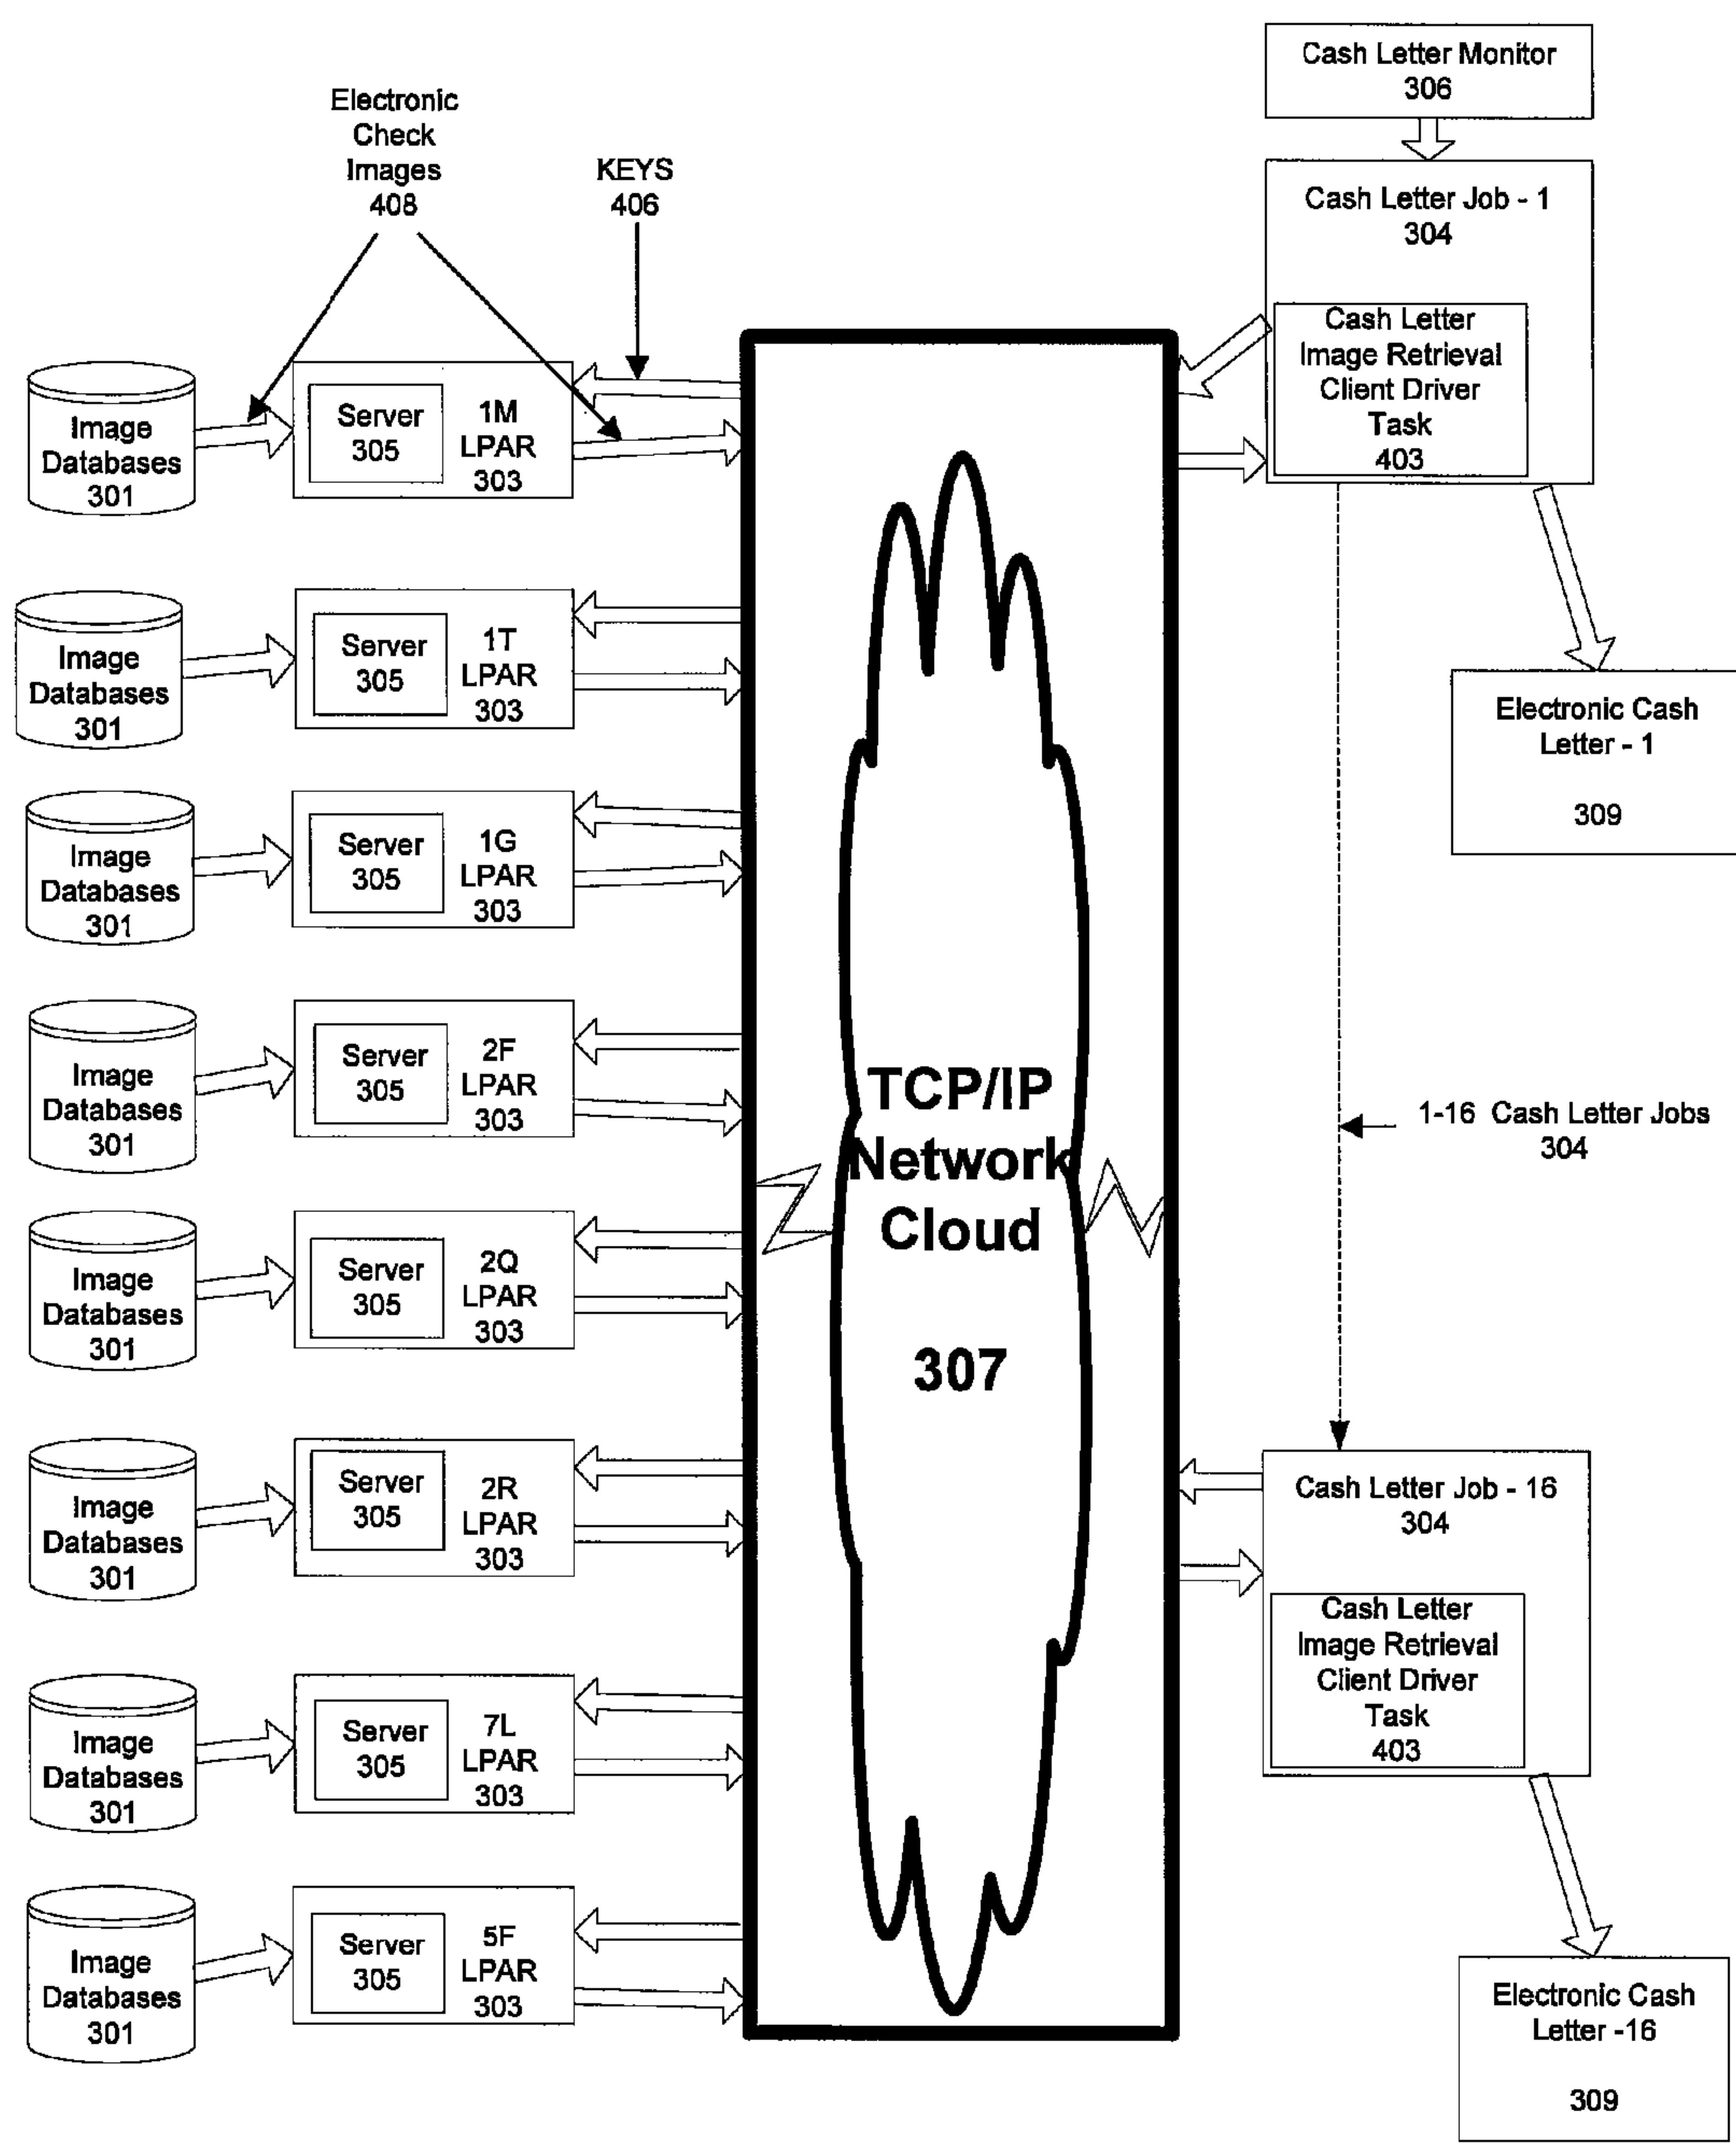 Cash Letter Monitor
306
Electronic
Check
Images
408
KEYS
406
Cash Letter Job - 1
304
Cash Letter
Image Retrieval
Client Driver
Task
403
Image
Databases
301
Server
305
1M
LPAR
303
Image
Databases
301
Server
305
1T
LPAR
303
Electronic Cash
Letter - 1
309
Image
Databases
301
Server
305
1G
LPAR
303
Image
Databases
301
Server
305
2F
LPAR
303
TCP/IP
Network
Cloud
307
1-16 Cash Letter Jobs
304
Image
Databases
301
Server
305
2Q
LPAR
303
Image
Databases
301
Server
305
2R
LPAR
303
Cash Letter Job - 16
304
Cash Letter
Image Retrieval
Client Driver
Task
403
Image
Databases
301
Server
305
7L
LPAR
303
Image
Databases
301
Server
305
5F
LPAR
303
Electronic Cash
Letter -16
309